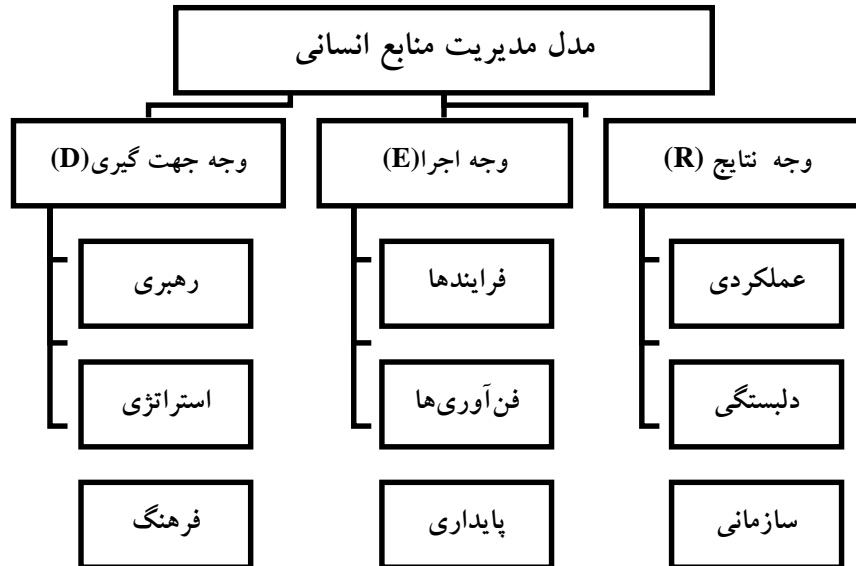 مدل مدیریت منابع انسانی
وجه نتایج (R)
عملکردی
دلبستگی
سازمانی
وجه اجرا(E)
فرایندها
فن‌آوری‌ها
پایداری
وجه جهت گیری(D)
رهبری
استراتژی
فرهنگ